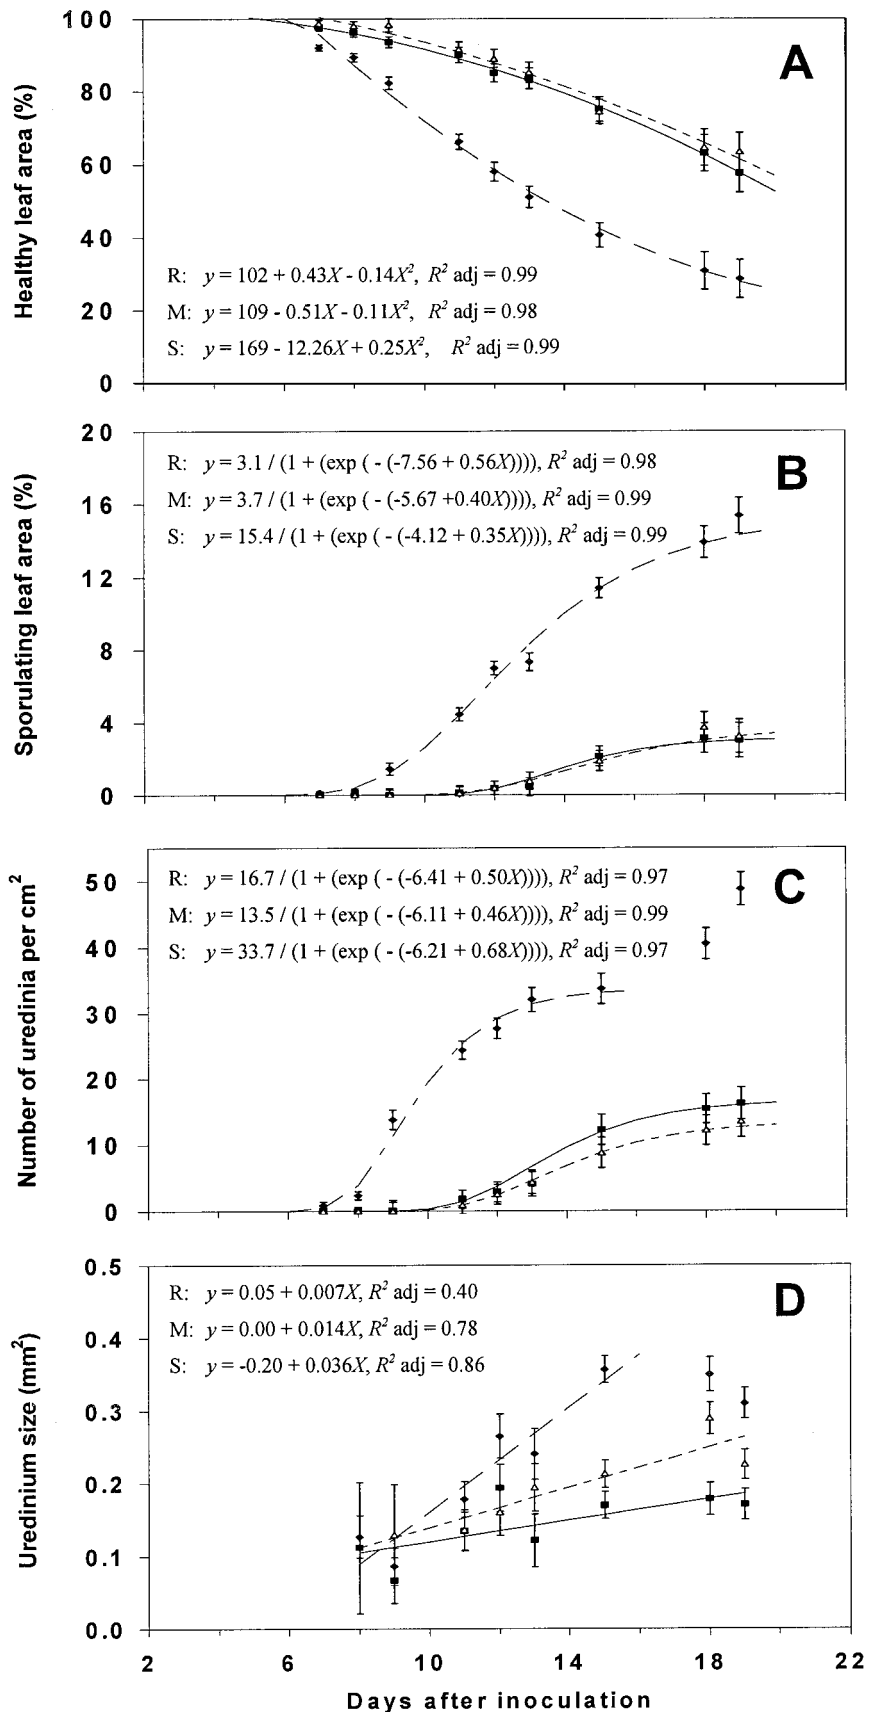 A
Healthy leaf area (%)
100
80
60
40
20
0
R: y = 102 + 0.43X - 0.14X², R² adj = 0.99
M: y = 109 - 0.51X - 0.11X², R² adj = 0.98
S: y = 169 - 12.26X + 0.25X², R² adj = 0.99
B
Sporulating leaf area (%)
20
16
12
8
4
0
R: y = 3.1 / (1 + (exp ( - (-7.56 + 0.56X)))), R² adj = 0.98
M: y = 3.7 / (1 + (exp ( - (-5.67 +0.40X)))), R² adj = 0.99
S: y = 15.4 / (1 + (exp ( - (-4.12 + 0.35X)))), R² adj = 0.99
C
Number of uredinia per cm²
50
40
30
20
10
0
R: y = 16.7 / (1 + (exp ( - (-6.41 + 0.50X)))), R² adj = 0.97
M: y = 13.5 / (1 + (exp ( - (-6.11 + 0.46X)))), R² adj = 0.99
S: y = 33.7 / (1 + (exp ( - (-6.21 + 0.68X)))), R² adj = 0.97
D
Uredinium size (mm²)
0.5
0.4
0.3
0.2
0.1
0.0
R: y = 0.05 + 0.007X, R² adj = 0.40
M: y = 0.00 + 0.014X, R² adj = 0.78
S: y = -0.20 + 0.036X, R² adj = 0.86
2 6 10 14 18 22
Days after inoculation